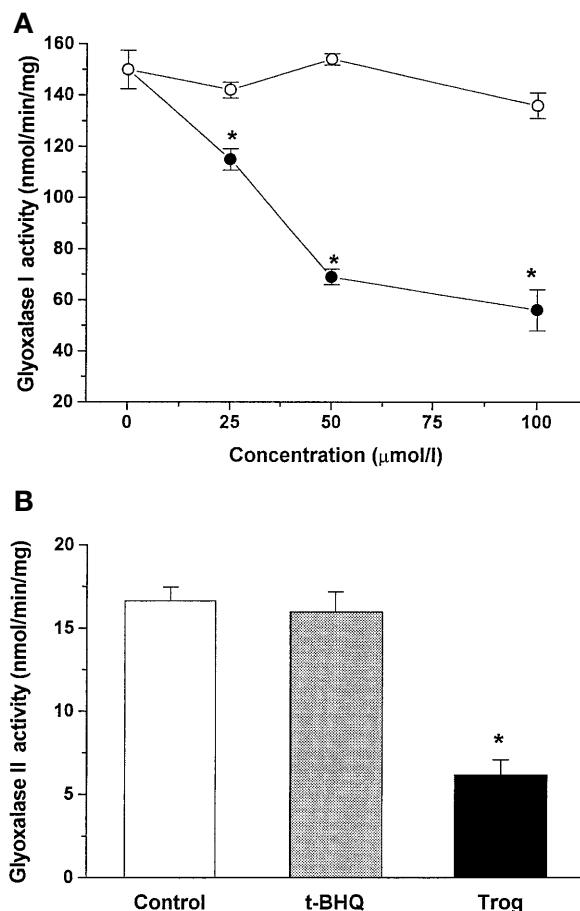 A
Glyoxalase I activity (nmol/min/mg)
160
140
120
100
80
60
40
20
*
*
*
0
25
50
75
100
Concentration (μmol/l)
B
Glyoxalase II activity (nmol/min/mg)
20
15
10
5
0
*
Control
t-BHQ
Trog